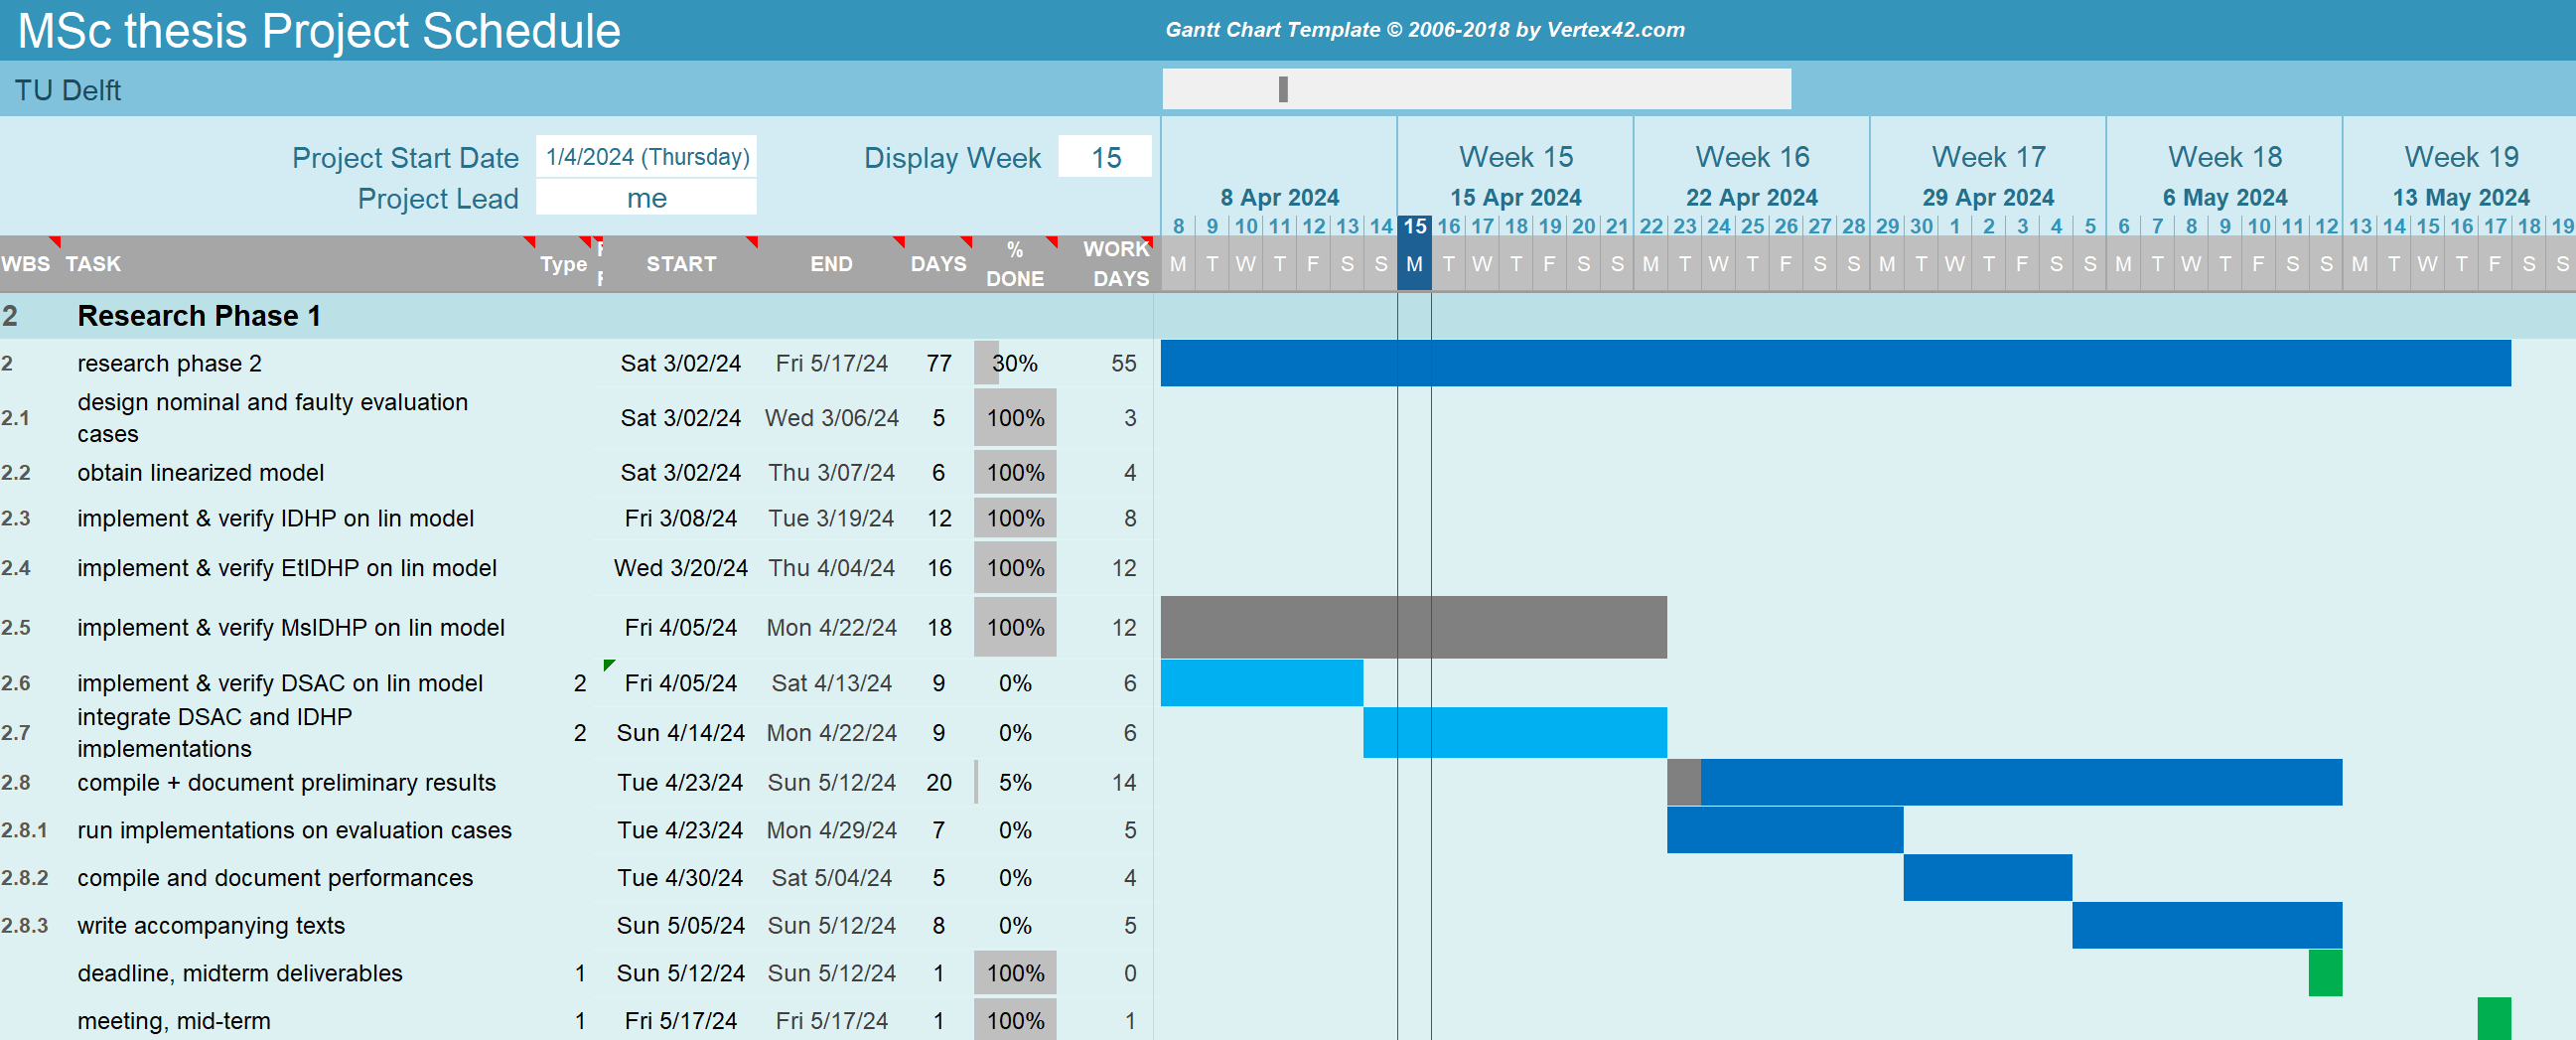 MSc thesis Project Schedule
Gantt Chart Template © 2006-2018 by Vertex42.com
TU Delft
Project Start Date 1/4/2024 (Thursday) Display Week 15
Project Lead me
Week 15 Week 16 Week 17 Week 18 Week 19
8 Apr 2024 15 Apr 2024 22 Apr 2024 29 Apr 2024 6 May 2024 13 May 2024
8 9 10 11 12 13 14 15 16 17 18 19 20 21 22 23 24 25 26 27 28 29 30 1 2 3 4 5 6 7 8 9 10 11 12 13 14 15 16 17 18 19
WBS TASK Type START END DAYS % DONE WORK DAYS M T W T F S S M T W T F S S M T W T F S S M T W T F S S M T W T F S S M T W T F S S
2 Research Phase 1
2 research phase 2 Sat 3/02/24 Fri 5/17/24 77 30% 55
2.1 design nominal and faulty evaluation cases Sat 3/02/24 Wed 3/06/24 5 100% 3
2.2 obtain linearized model Sat 3/02/24 Thu 3/07/24 6 100% 4
2.3 implement & verify IDHP on lin model Fri 3/08/24 Tue 3/19/24 12 100% 8
2.4 implement & verify EtIDHP on lin model Wed 3/20/24 Thu 4/04/24 16 100% 12
2.5 implement & verify MsIDHP on lin model Fri 4/05/24 Mon 4/22/24 18 100% 12
2.6 implement & verify DSAC on lin model 2 Fri 4/05/24 Sat 4/13/24 9 0% 6
2.7 integrate DSAC and IDHP implementations 2 Sun 4/14/24 Mon 4/22/24 9 0% 6
2.8 compile + document preliminary results Tue 4/23/24 Sun 5/12/24 20 5% 14
2.8.1 run implementations on evaluation cases Tue 4/23/24 Mon 4/29/24 7 0% 5
2.8.2 compile and document performances Tue 4/30/24 Sat 5/04/24 5 0% 4
2.8.3 write accompanying texts Sun 5/05/24 Sun 5/12/24 8 0% 5
deadline, midterm deliverables 1 Sun 5/12/24 Sun 5/12/24 1 100% 0
meeting, mid-term 1 Fri 5/17/24 Fri 5/17/24 1 100% 1